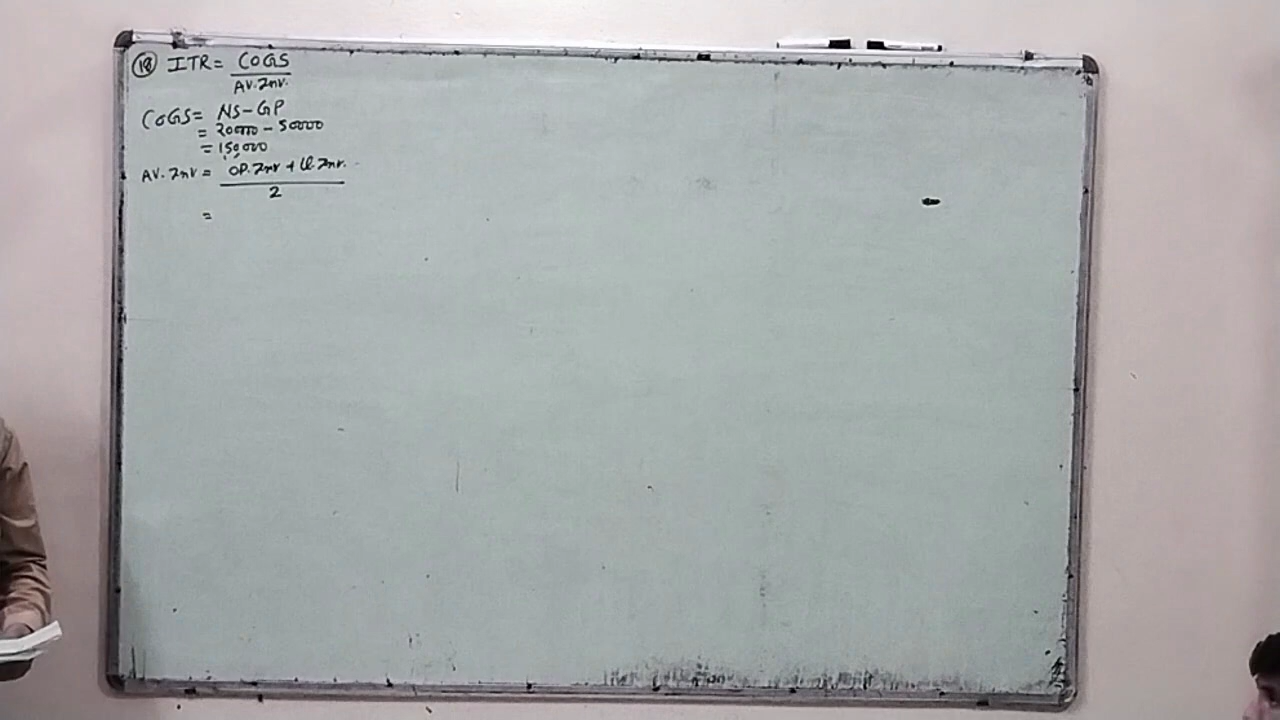 (18) ITR = COGS / AV. Inv.
COGS = NS - GP
= 200000 - 50000
= 150000
AV. Inv = OP. Inv + Cl. Inv. / 2
=